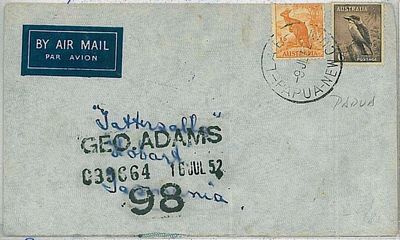 BY AIR MAIL
PAR AVION
AUSTRALIA
AUSTRALIA
POSTAGE
PAPUA-NEW
PAPUA
"Tattersalls"
GEO. ADAMS
Hobart
16 JUL 52
Tasmania
98